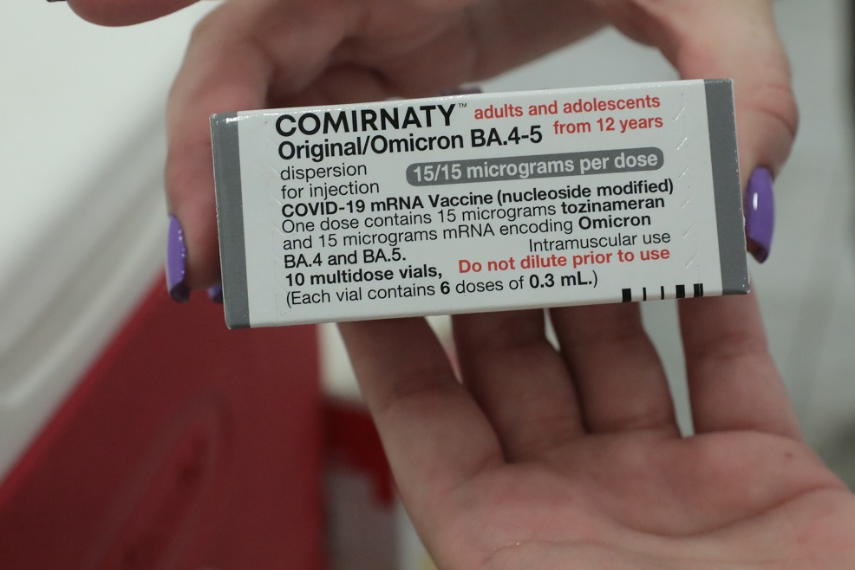 COMIRNATY™ adults and adolescents
Original/Omicron BA.4-5 from 12 years
dispersion
for injection
15/15 micrograms per dose
COVID-19 mRNA Vaccine (nucleoside modified)
One dose contains 15 micrograms tozinameran
and 15 micrograms mRNA encoding Omicron
BA.4 and BA.5.
Intramuscular use
10 multidose vials, Do not dilute prior to use
(Each vial contains 6 doses of 0.3 mL.)